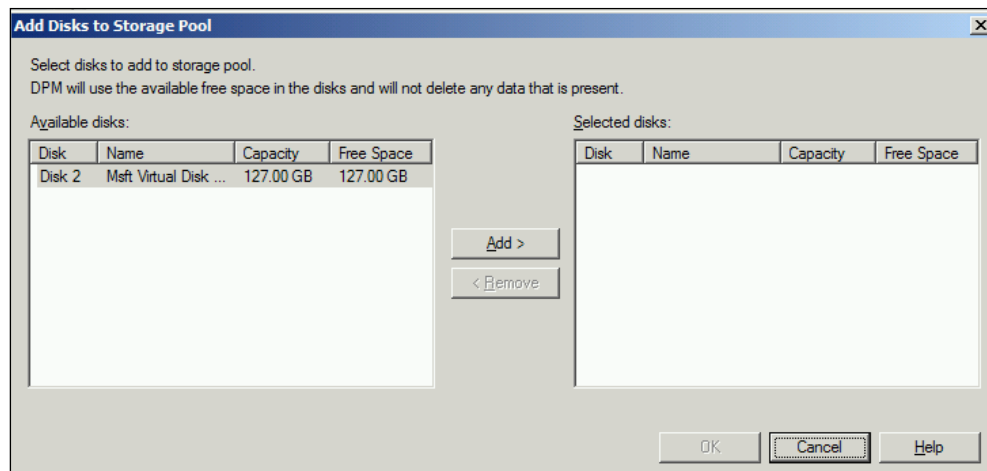 Add Disks to Storage Pool
Select disks to add to storage pool.
DPM will use the available free space in the disks and will not delete any data that is present.
Available disks:
Disk Name Capacity Free Space
Disk 2 Msft Virtual Disk ... 127.00 GB 127.00 GB
Add >
< Remove
Selected disks:
Disk Name Capacity Free Space
OK Cancel Help